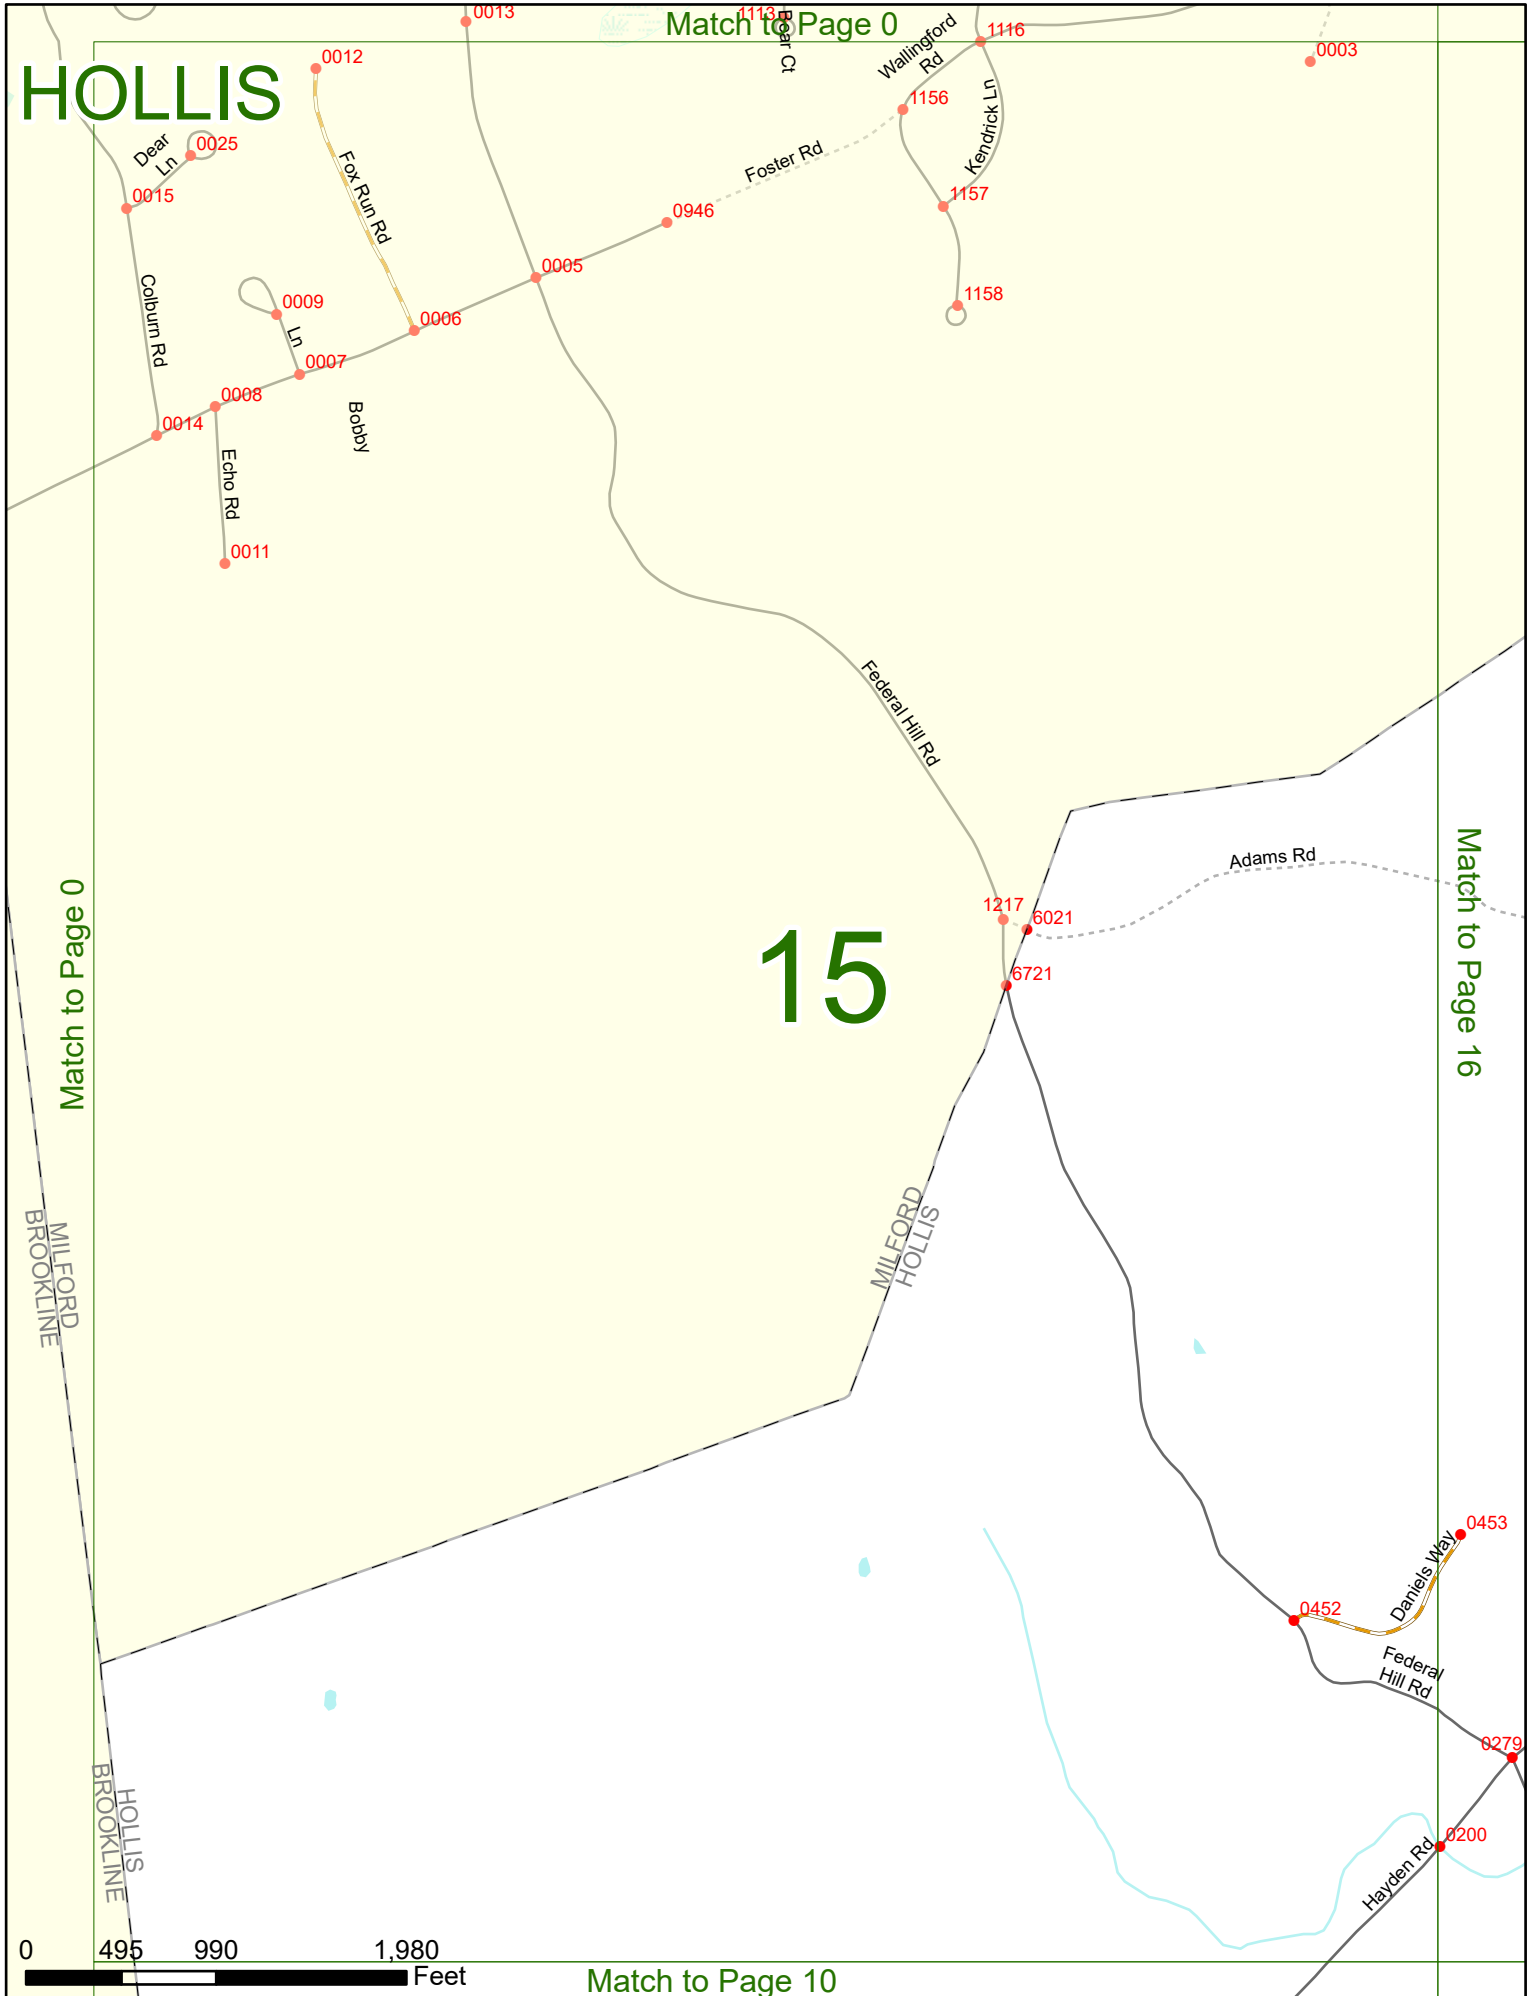 0013
1113
Bear Ct
Match to Page 0
Wallingford
Rd
1116
0003
HOLLIS
0012
1156
Kendrick Ln
Dear
Ln
0025
Fox Run Rd
Foster Rd
0015
1157
0946
0005
Colburn Rd
0009
1158
Ln
0006
0007
0008
Bobby
0014
Echo Rd
0011
Federal Hill Rd
Adams Rd
Match to Page 0
Match to Page 16
1217
6021
15
6721
MILFORD
HOLLIS
MILFORD
BROOKLINE
0453
Daniels Way
0452
Federal
Hill Rd
0279
HOLLIS
BROOKLINE
0200
Hayden Rd
0 495 990 1,980
Feet
Match to Page 10